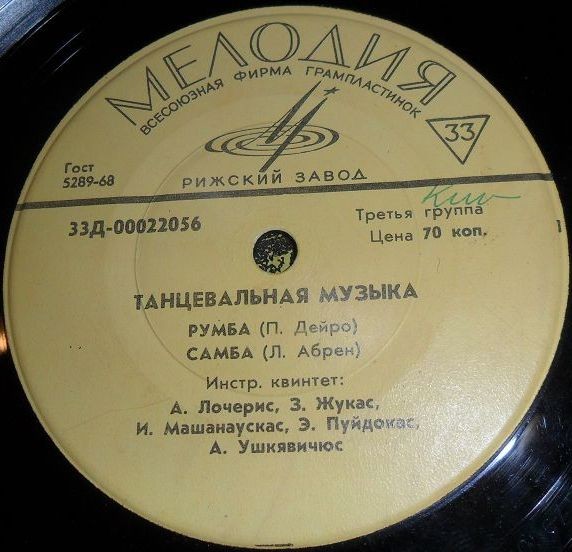 МЕЛОДИЯ
ВСЕСОЮЗНАЯ ФИРМА ГРАМПЛАСТИНОК
33
Гост
5289-68
РИЖСКИЙ ЗАВОД
33Д-00022056
Третья группа
Цена 70 коп.
1
ТАНЦЕВАЛЬНАЯ МУЗЫКА
РУМБА (П. Дейро)
САМБА (Л. Абрен)
Инстр. квинтет:
А. Лочерис, З. Жукас,
И. Машанаускас, Э. Пуйдокас,
А. Ушкявичюс